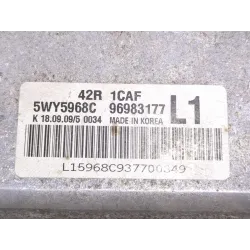 42R 1CAF
5WY5968C 96983177 L1
K 18.09.09/5 0034 MADE IN KOREA
L15968C937700349